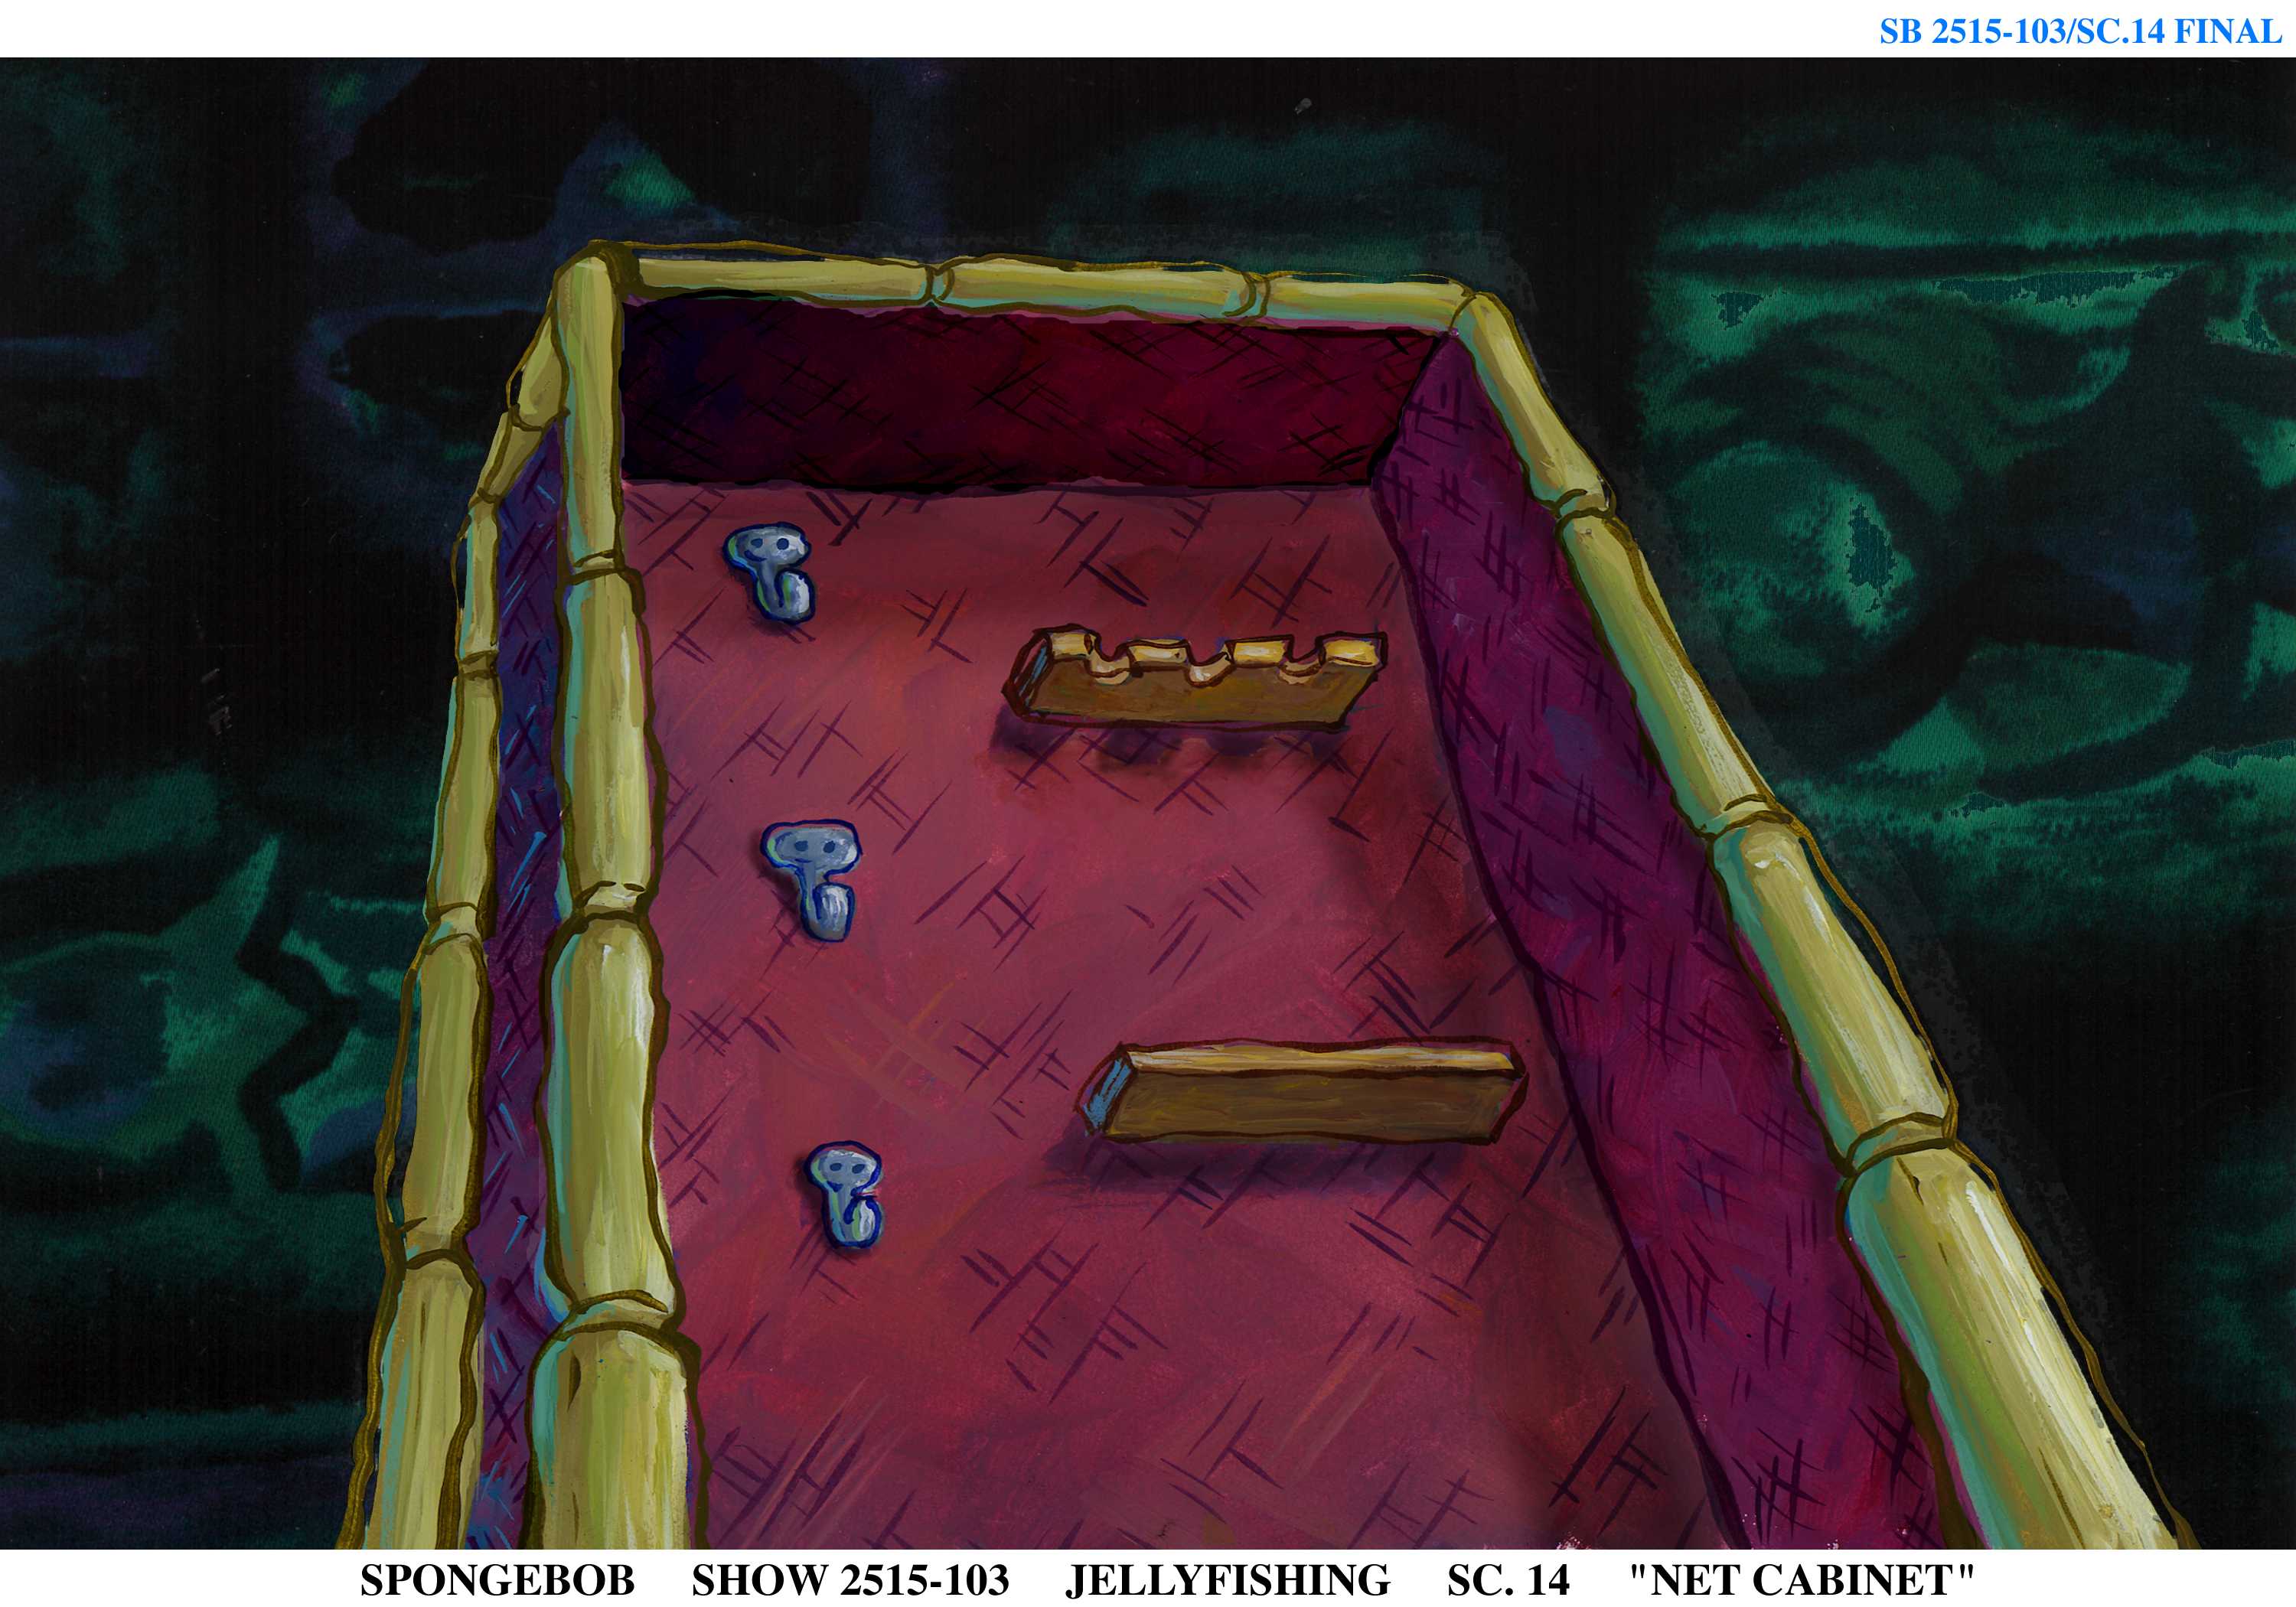 SB 2515-103/SC.14 FINAL
SPONGEBOB SHOW 2515-103 JELLYFISHING SC. 14 "NET CABINET"